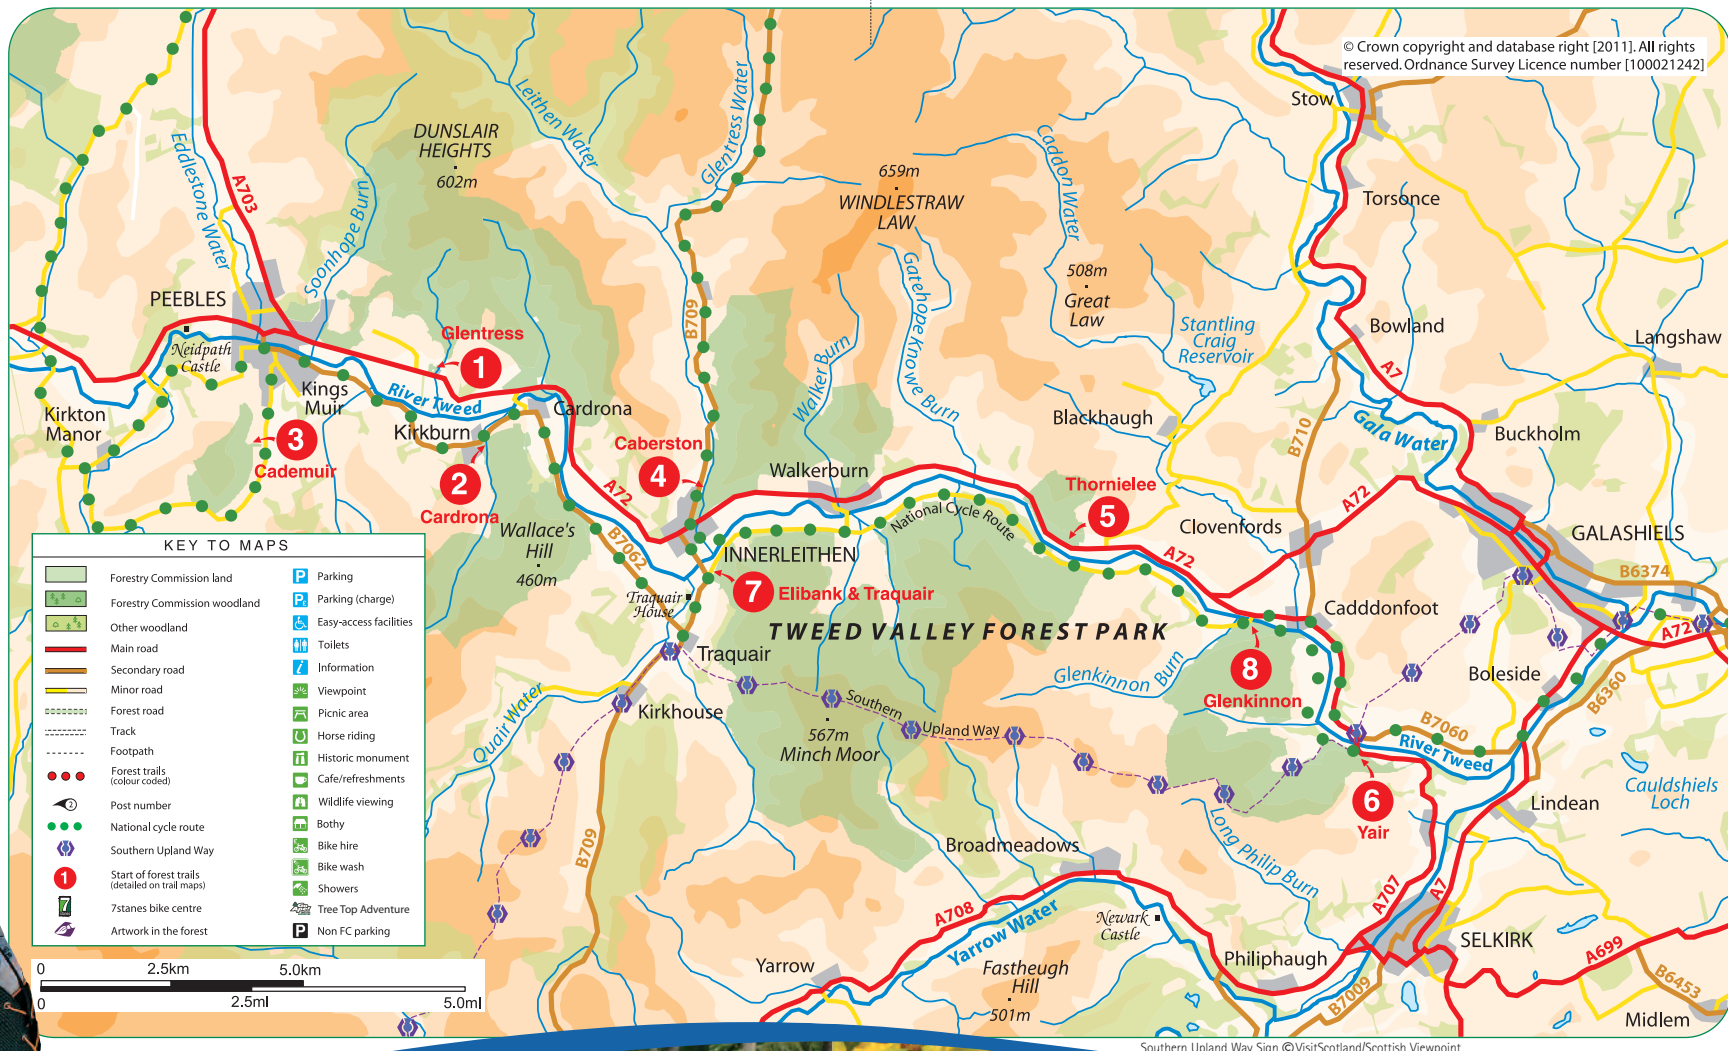 © Crown copyright and database right [2011]. All rights
reserved. Ordnance Survey Licence number [100021242]
Stow
DUNSLAIR
HEIGHTS
602m
Leithen Water
Glentress Water
659m
WINDLESTRAW
LAW
Caddon Water
Torsonce
Eddlestone Water
A703
Soonhope Burn
508m
Great
Law
Gatehope Knowe Burn
PEEBLES
Neidpath
Castle
Glentress
1
B709
Walker Burn
Stantling
Craig
Reservoir
Bowland
A7
Langshaw
Kings
Muir
River Tweed
Kirkton
Manor
Kirkburn
Cardrona
3
Cademuir
2
Cardrona
Caberston
4
Walkerburn
Blackhaugh
B710
Gala Water
Buckholm
A72
Wallace's
Hill
460m
B7062
National Cycle Route
Thornielee
5
Clovenfords
A72
A72
GALASHIELS
B6374
INNERLEITHEN
Traquair
House
7
Elibank & Traquair
TWEED VALLEY FOREST PARK
Cadddonfoot
A72
Traquair
Glenkinnon Burn
8
Glenkinnon
Boleside
B6360
Quair Water
Kirkhouse
Southern
Upland Way
567m
Minch Moor
B7060
River Tweed
6
Yair
Cauldshiels
Loch
Lindean
B709
Broadmeadows
Long Philip Burn
A708
Yarrow Water
Newark
Castle
A707
A7
SELKIRK
Yarrow
Fastheugh
Hill
501m
Philiphaugh
B7009
A699
B6453
Midlem
KEY TO MAPS
Forestry Commission land
Forestry Commission woodland
Other woodland
Main road
Secondary road
Minor road
Forest road
Track
Footpath
Forest trails
(colour coded)
2
Post number
National cycle route
Southern Upland Way
1
Start of forest trails
(detailed on trail maps)
7
7stanes bike centre
Artwork in the forest
P
Parking
P£
Parking (charge)
Easy-access facilities
Toilets
i
Information
Viewpoint
Picnic area
Horse riding
Historic monument
Cafe/refreshments
Wildlife viewing
Bothy
Bike hire
Bike wash
Showers
Tree Top Adventure
P
Non FC parking
0 2.5km 5.0km
0 2.5ml 5.0ml
Southern Upland Way Sign © VisitScotland/Scottish Viewpoint